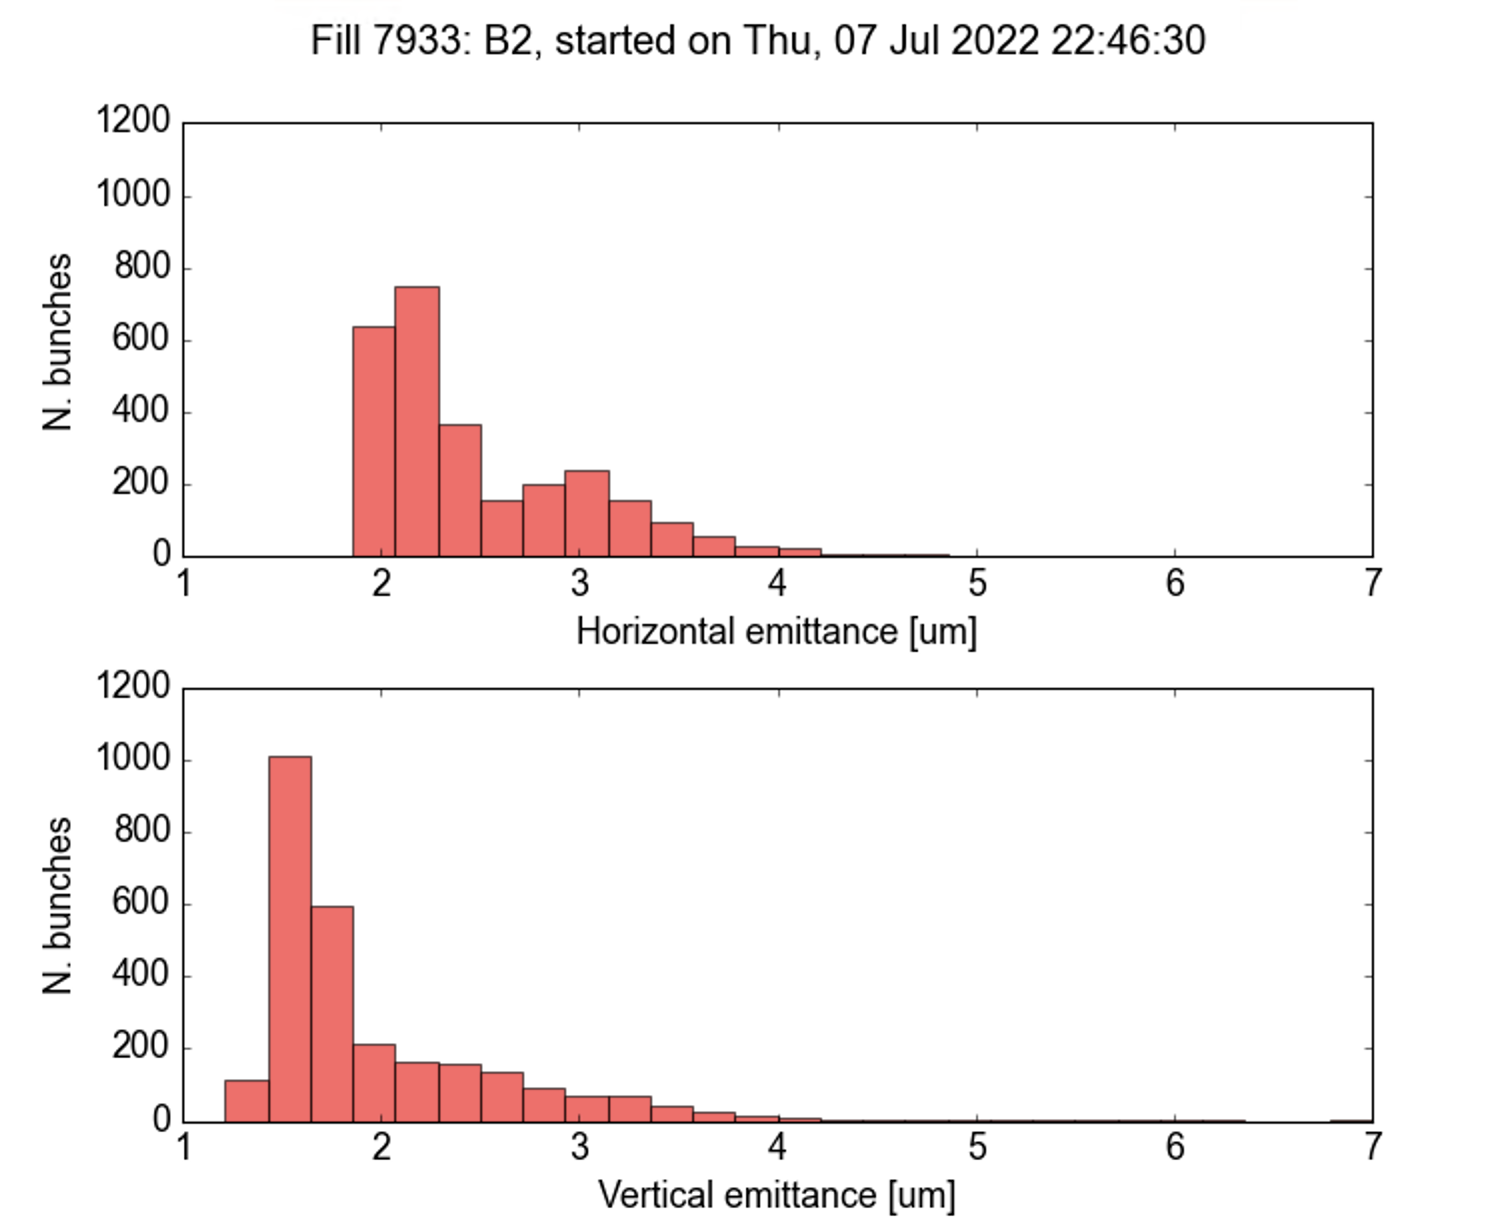 Fill 7933: B2, started on Thu, 07 Jul 2022 22:46:30
1200
1000
800
600
400
200
0
N. bunches
1 2 3 4 5 6 7
Horizontal emittance [um]
1200
1000
800
600
400
200
0
N. bunches
1 2 3 4 5 6 7
Vertical emittance [um]